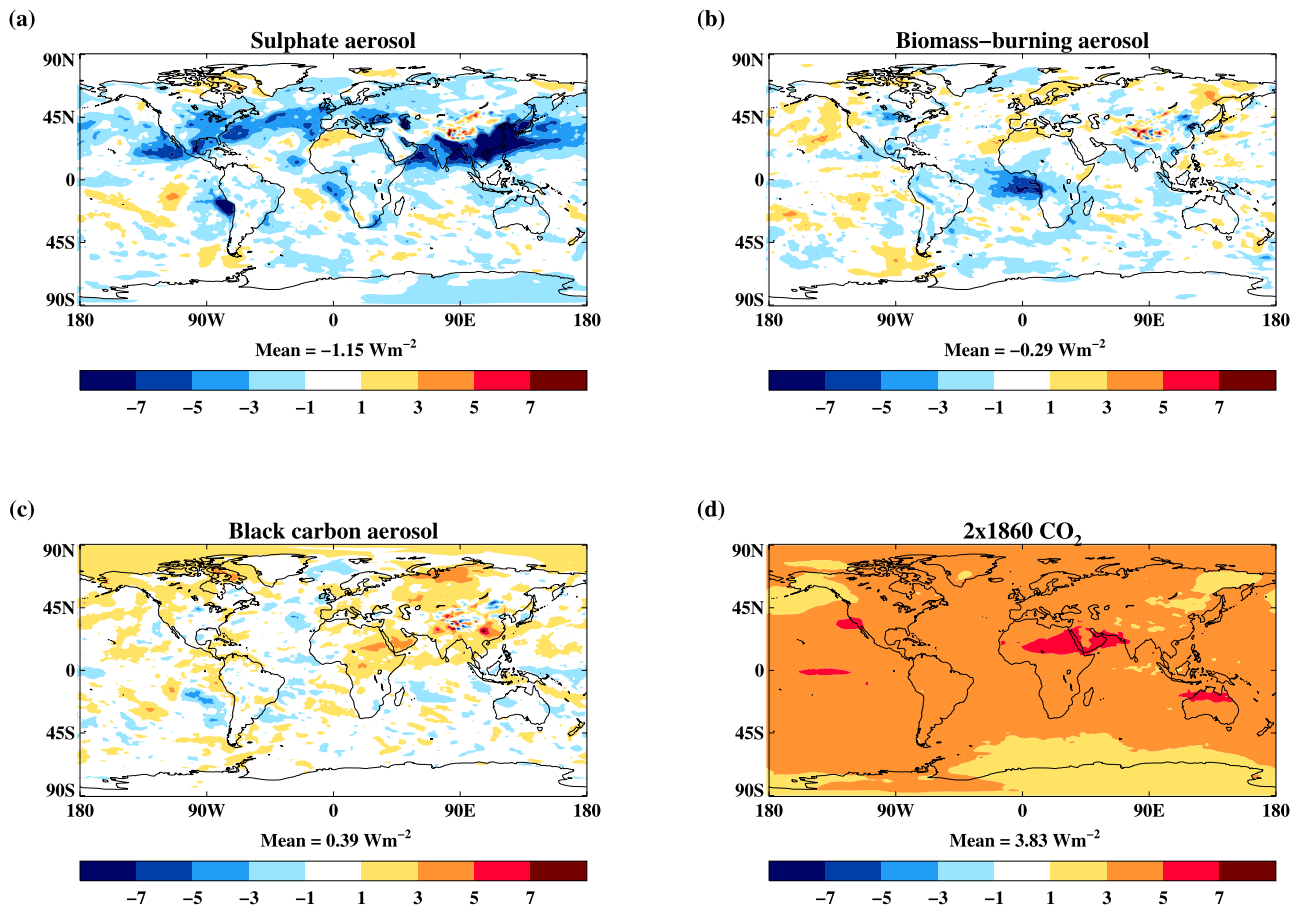 (a)
Sulphate aerosol
90N
45N
0
45S
90S
180 90W 0 90E 180
Mean = −1.15 Wm⁻²
−7 −5 −3 −1 1 3 5 7
(b)
Biomass−burning aerosol
90N
45N
0
45S
90S
180 90W 0 90E 180
Mean = −0.29 Wm⁻²
−7 −5 −3 −1 1 3 5 7
(c)
Black carbon aerosol
90N
45N
0
45S
90S
180 90W 0 90E 180
Mean = 0.39 Wm⁻²
−7 −5 −3 −1 1 3 5 7
(d)
2x1860 CO₂
90N
45N
0
45S
90S
180 90W 0 90E 180
Mean = 3.83 Wm⁻²
−7 −5 −3 −1 1 3 5 7